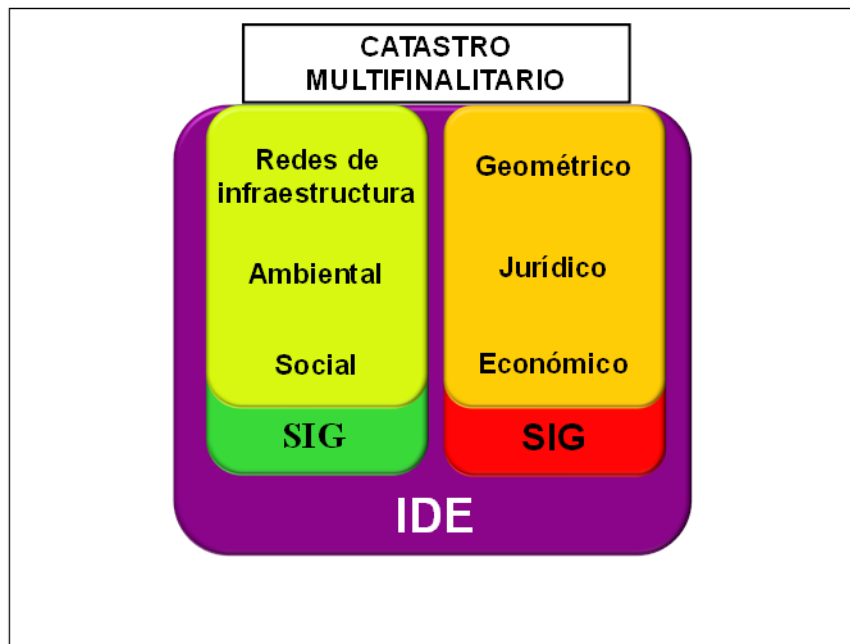 CATASTRO
MULTIFINALITARIO
Redes de
infraestructura
Ambiental
Social
SIG
Geométrico
Jurídico
Económico
SIG
IDE